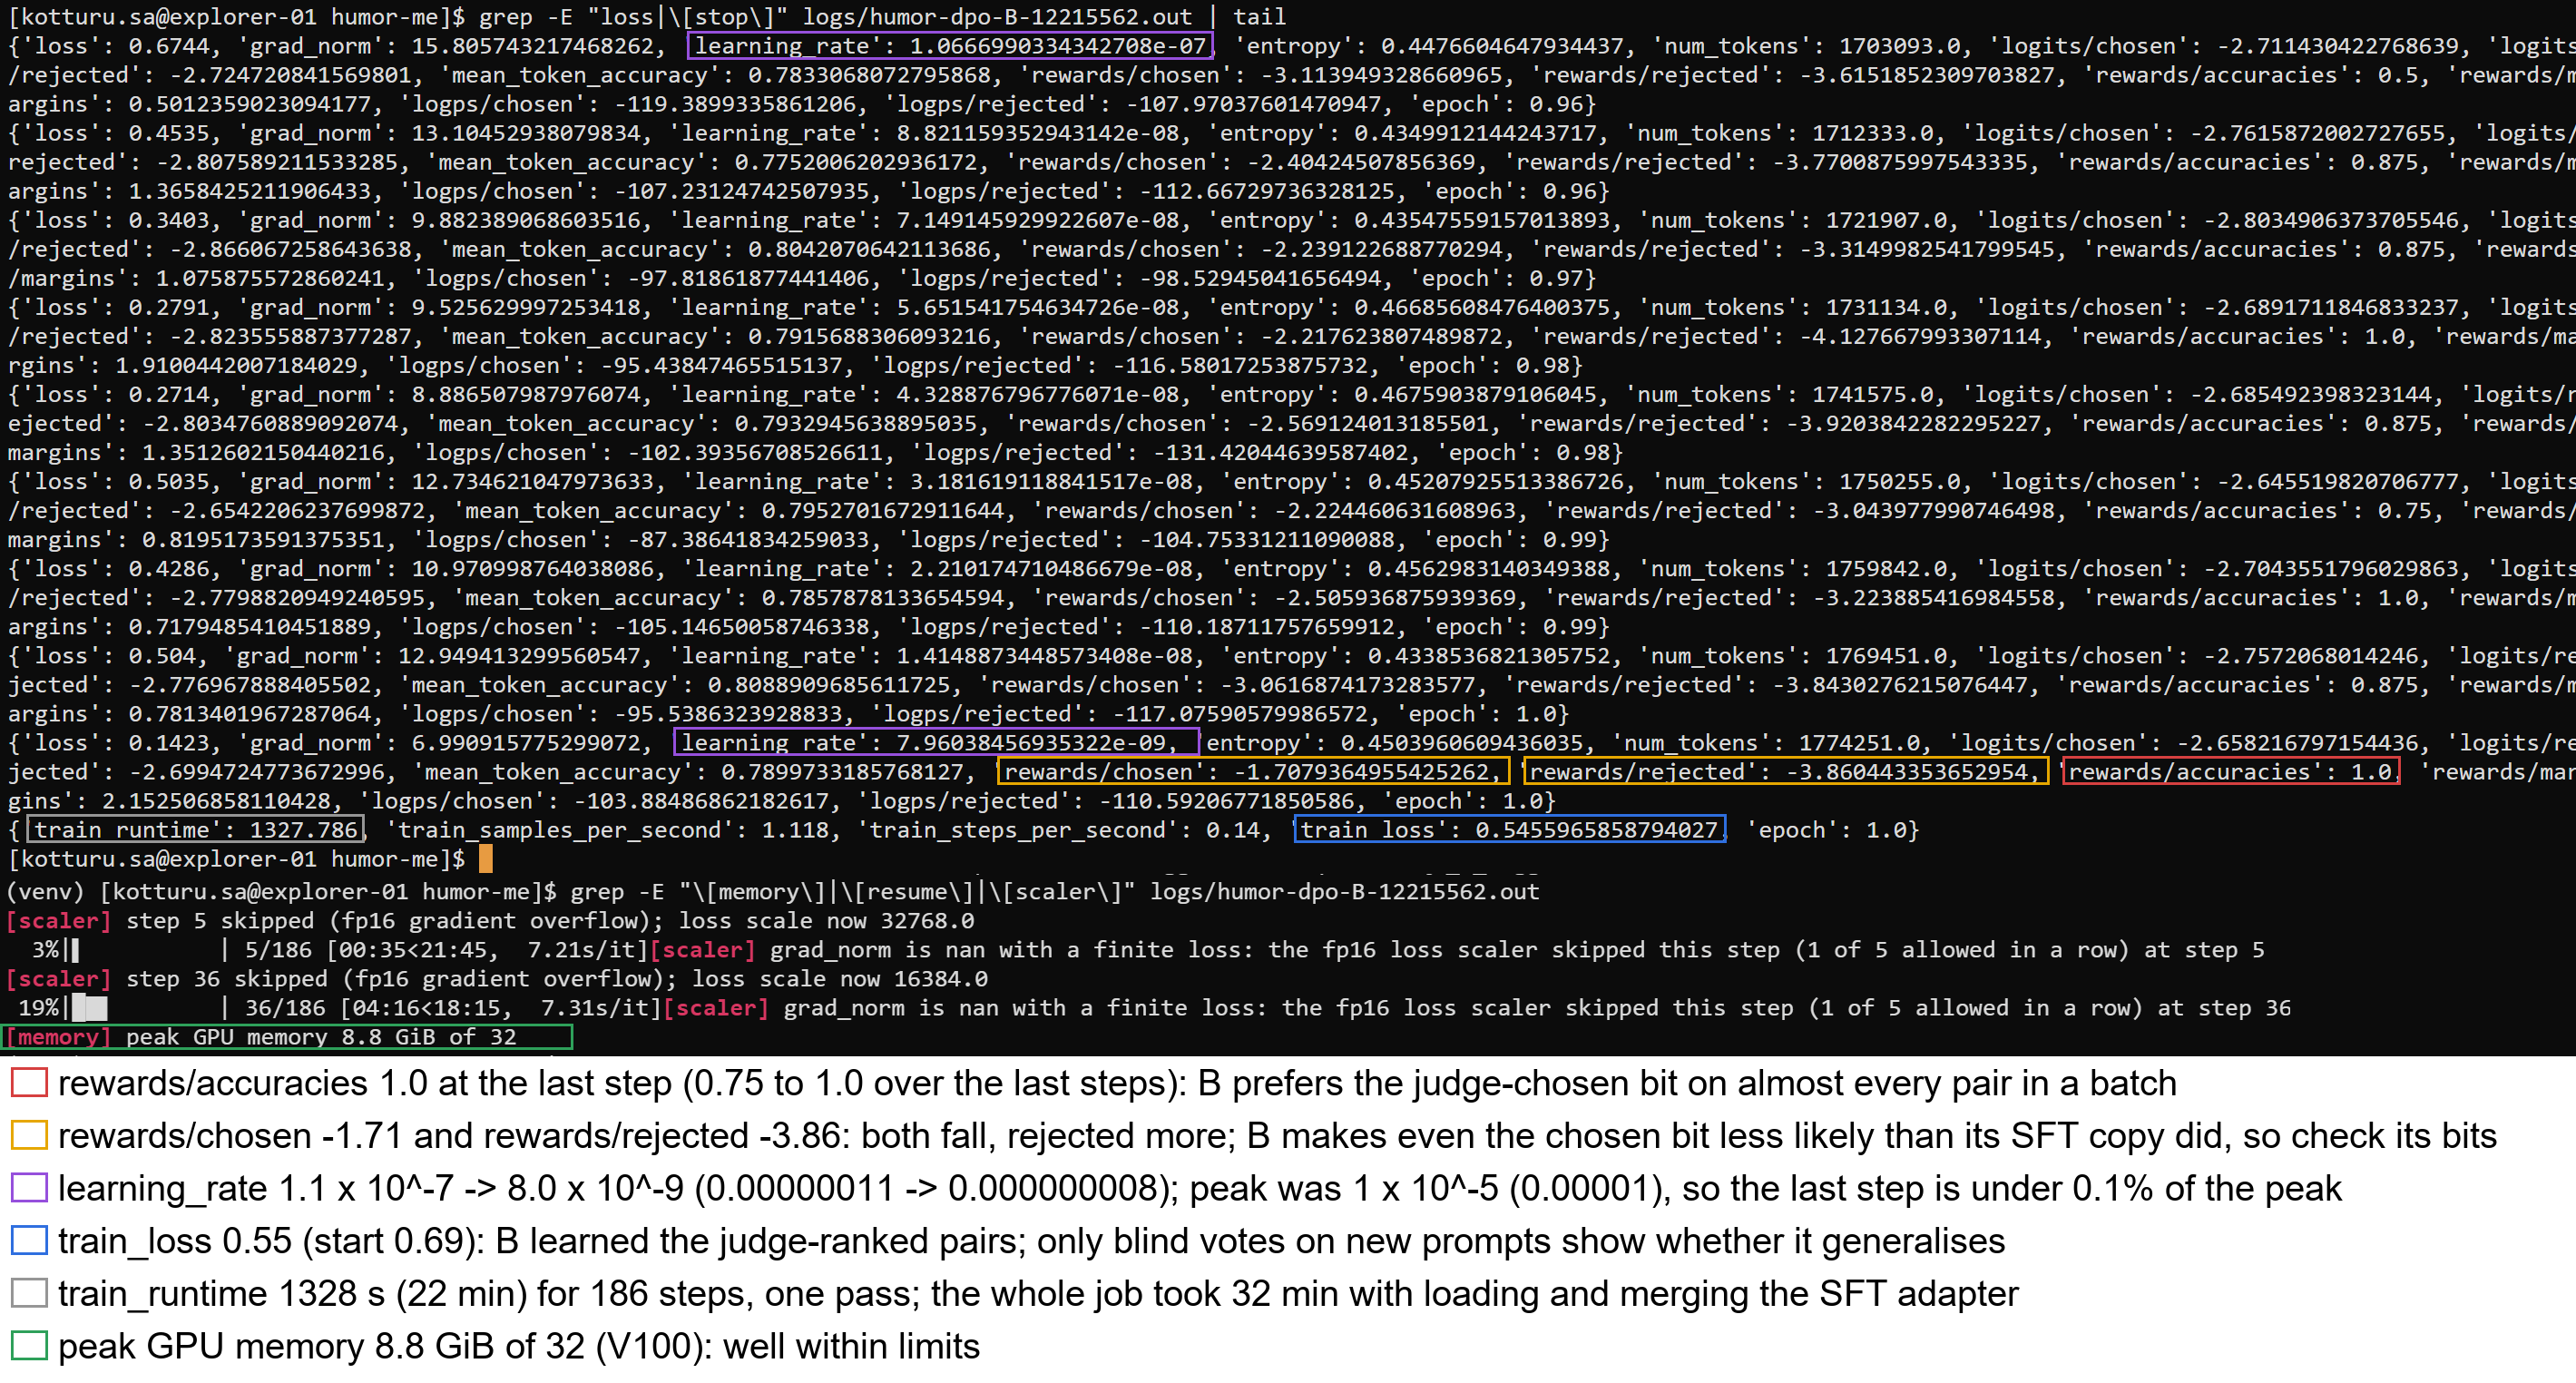 [kotturu.sa@explorer-01 humor-me]$ grep -E "loss|\[stop\]" logs/humor-dpo-B-12215562.out | tail
{'loss': 0.6744, 'grad_norm': 15.805743217468262, 'learning_rate': 1.0666990334342708e-07, 'entropy': 0.4476604647934437, 'num_tokens': 1703093.0, 'logits/chosen': -2.711430422768639, 'logits
/rejected': -2.724720841569801, 'mean_token_accuracy': 0.7833068072795868, 'rewards/chosen': -3.113949328660965, 'rewards/rejected': -3.6151852309703827, 'rewards/accuracies': 0.5, 'rewards/m
argins': 0.5012359023094177, 'logps/chosen': -119.3899335861206, 'logps/rejected': -107.97037601470947, 'epoch': 0.96}
{'loss': 0.4535, 'grad_norm': 13.10452938079834, 'learning_rate': 8.821159352943142e-08, 'entropy': 0.4349912144243717, 'num_tokens': 1712333.0, 'logits/chosen': -2.7615872002727655, 'logits/
rejected': -2.807589211533285, 'mean_token_accuracy': 0.7752006202936172, 'rewards/chosen': -2.40424507856369, 'rewards/rejected': -3.7700875997543335, 'rewards/accuracies': 0.875, 'rewards/m
argins': 1.3658425211906433, 'logps/chosen': -107.23124742507935, 'logps/rejected': -112.66729736328125, 'epoch': 0.96}
{'loss': 0.3403, 'grad_norm': 9.882389068603516, 'learning_rate': 7.149145929922607e-08, 'entropy': 0.43547559157013893, 'num_tokens': 1721907.0, 'logits/chosen': -2.8034906373705546, 'logits
/rejected': -2.866067258643638, 'mean_token_accuracy': 0.8042070642113686, 'rewards/chosen': -2.239122688770294, 'rewards/rejected': -3.3149982541799545, 'rewards/accuracies': 0.875, 'rewards
/margins': 1.075875572860241, 'logps/chosen': -97.81861877441406, 'logps/rejected': -98.52945041656494, 'epoch': 0.97}
{'loss': 0.2791, 'grad_norm': 9.525629997253418, 'learning_rate': 5.651541754634726e-08, 'entropy': 0.46685608476400375, 'num_tokens': 1731134.0, 'logits/chosen': -2.6891711846833237, 'logits
/rejected': -2.823555887377287, 'mean_token_accuracy': 0.7915688306093216, 'rewards/chosen': -2.217623807489872, 'rewards/rejected': -4.127667993307114, 'rewards/accuracies': 1.0, 'rewards/ma
rgins': 1.9100442007184029, 'logps/chosen': -95.43847465515137, 'logps/rejected': -116.58017253875732, 'epoch': 0.98}
{'loss': 0.2714, 'grad_norm': 8.886507987976074, 'learning_rate': 4.3288767967760​71e-08, 'entropy': 0.4675903879106045, 'num_tokens': 1741575.0, 'logits/chosen': -2.685492398323144, 'logits/r
ejected': -2.8034760889092074, 'mean_token_accuracy': 0.7932945638895035, 'rewards/chosen': -2.569124013185501, 'rewards/rejected': -3.9203842282295227, 'rewards/accuracies': 0.875, 'rewards/
margins': 1.3512602150440216, 'logps/chosen': -102.39356708526611, 'logps/rejected': -131.42044639587402, 'epoch': 0.98}
{'loss': 0.5035, 'grad_norm': 12.734621047973633, 'learning_rate': 3.181619118841517e-08, 'entropy': 0.45207925513386726, 'num_tokens': 1750255.0, 'logits/chosen': -2.645519820706777, 'logits
/rejected': -2.6542206237699872, 'mean_token_accuracy': 0.7952701672911644, 'rewards/chosen': -2.224460631608963, 'rewards/rejected': -3.043977990746498, 'rewards/accuracies': 0.75, 'rewards/
margins': 0.8195173591375351, 'logps/chosen': -87.38641834259033, 'logps/rejected': -104.75331211090088, 'epoch': 0.99}
{'loss': 0.4286, 'grad_norm': 10.970998764038086, 'learning_rate': 2.210174710486679e-08, 'entropy': 0.4562983140349388, 'num_tokens': 1759842.0, 'logits/chosen': -2.7043551796029863, 'logits
/rejected': -2.7798820949240595, 'mean_token_accuracy': 0.7857878133654594, 'rewards/chosen': -2.505936875939369, 'rewards/rejected': -3.223885416984558, 'rewards/accuracies': 1.0, 'rewards/m
argins': 0.7179485410451889, 'logps/chosen': -105.14650058746338, 'logps/rejected': -110.18711757659912, 'epoch': 0.99}
{'loss': 0.504, 'grad_norm': 12.949413299560547, 'learning_rate': 1.4148873448573408e-08, 'entropy': 0.4338536821305752, 'num_tokens': 1769451.0, 'logits/chosen': -2.7572068014246, 'logits/re
jected': -2.776967888405502, 'mean_token_accuracy': 0.8088909685611725, 'rewards/chosen': -3.0616874173283577, 'rewards/rejected': -3.8430276215076447, 'rewards/accuracies': 0.875, 'rewards/m
argins': 0.7813401967287064, 'logps/chosen': -95.5386323928833, 'logps/rejected': -117.07590579986572, 'epoch': 1.0}
{'loss': 0.1423, 'grad_norm': 6.990915775299072, 'learning_rate': 7.96038456935322e-09, 'entropy': 0.4503960609436035, 'num_tokens': 1774251.0, 'logits/chosen': -2.658216797154436, 'logits/re
jected': -2.6994724773672996, 'mean_token_accuracy': 0.7899733185768127, 'rewards/chosen': -1.7079364955425262, 'rewards/rejected': -3.860443353652954, 'rewards/accuracies': 1.0, 'rewards/mar
gins': 2.152506858110428, 'logps/chosen': -103.88486862182617, 'logps/rejected': -110.59206771850586, 'epoch': 1.0}
{'train_runtime': 1327.786, 'train_samples_per_second': 1.118, 'train_steps_per_second': 0.14, 'train_loss': 0.5455965858794027, 'epoch': 1.0}
[kotturu.sa@explorer-01 humor-me]$
(venv) [kotturu.sa@explorer-01 humor-me]$ grep -E "\[memory\]|\[resume\]|\[scaler\]" logs/humor-dpo-B-12215562.out
[scaler] step 5 skipped (fp16 gradient overflow); loss scale now 32768.0
3%| | 5/186 [00:35<21:45, 7.21s/it][scaler] grad_norm is nan with a finite loss: the fp16 loss scaler skipped this step (1 of 5 allowed in a row) at step 5
[scaler] step 36 skipped (fp16 gradient overflow); loss scale now 16384.0
19%| | 36/186 [04:16<18:15, 7.31s/it][scaler] grad_norm is nan with a finite loss: the fp16 loss scaler skipped this step (1 of 5 allowed in a row) at step 36
[memory] peak GPU memory 8.8 GiB of 32
rewards/accuracies 1.0 at the last step (0.75 to 1.0 over the last steps): B prefers the judge-chosen bit on almost every pair in a batch
rewards/chosen -1.71 and rewards/rejected -3.86: both fall, rejected more; B makes even the chosen bit less likely than its SFT copy did, so check its bits
learning_rate 1.1 x 10^-7 -> 8.0 x 10^-9 (0.00000011 -> 0.000000008); peak was 1 x 10^-5 (0.00001), so the last step is under 0.1% of the peak
train_loss 0.55 (start 0.69): B learned the judge-ranked pairs; only blind votes on new prompts show whether it generalises
train_runtime 1328 s (22 min) for 186 steps, one pass; the whole job took 32 min with loading and merging the SFT adapter
peak GPU memory 8.8 GiB of 32 (V100): well within limits